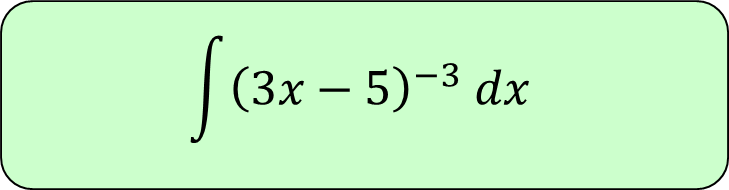 ∫(3x − 5)⁻³ dx